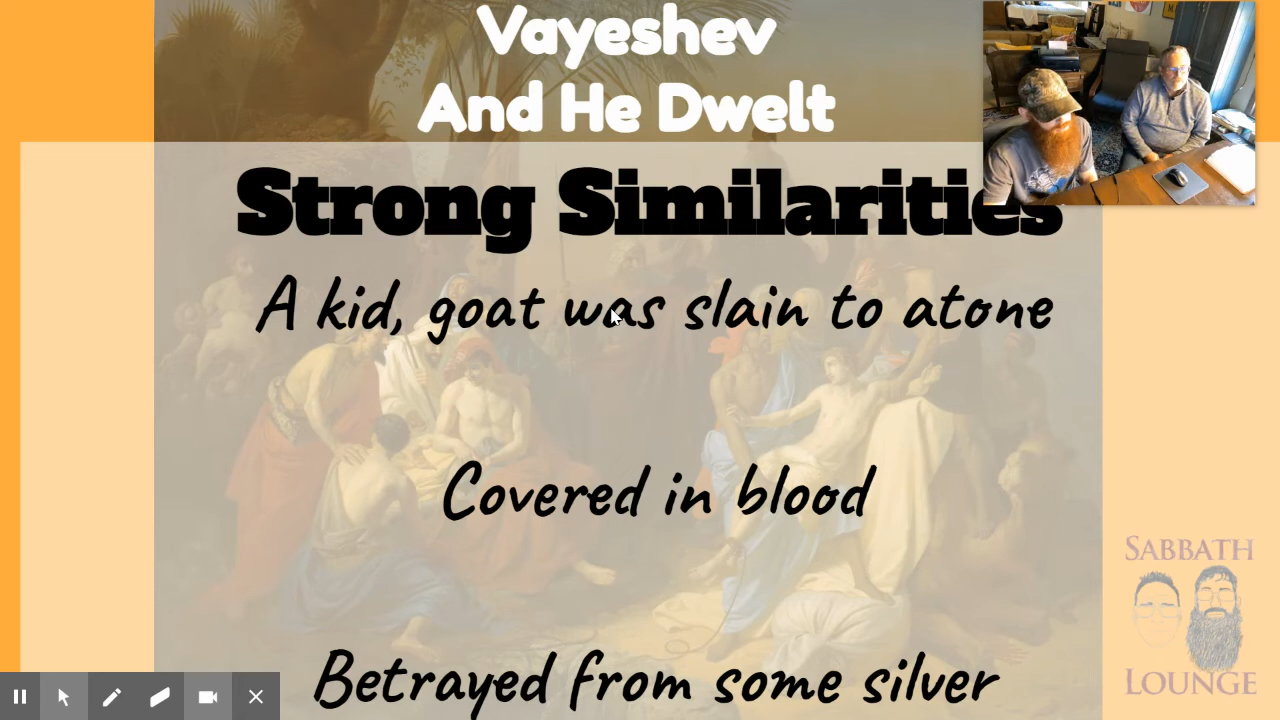 Vayeshev
And He Dwelt
Strong Similarities
A kid, goat was slain to atone
Covered in blood
Betrayed from some silver
SABBATH
LOUNGE